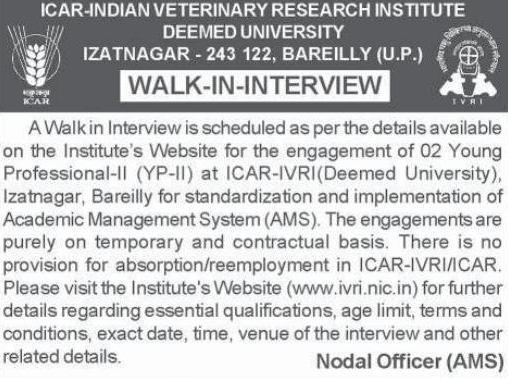 ICAR-INDIAN VETERINARY RESEARCH INSTITUTE
DEEMED UNIVERSITY
IZATNAGAR - 243 122, BAREILLY (U.P.)
WALK-IN-INTERVIEW
ICAR
IVRI
A Walk in Interview is scheduled as per the details available
on the Institute's Website for the engagement of 02 Young
Professional-II (YP-II) at ICAR-IVRI(Deemed University),
Izatnagar, Bareilly for standardization and implementation of
Academic Management System (AMS). The engagements are
purely on temporary and contractual basis. There is no
provision for absorption/reemployment in ICAR-IVRI/ICAR.
Please visit the Institute's Website (www.ivri.nic.in) for further
details regarding essential qualifications, age limit, terms and
conditions, exact date, time, venue of the interview and other
related details.
Nodal Officer (AMS)